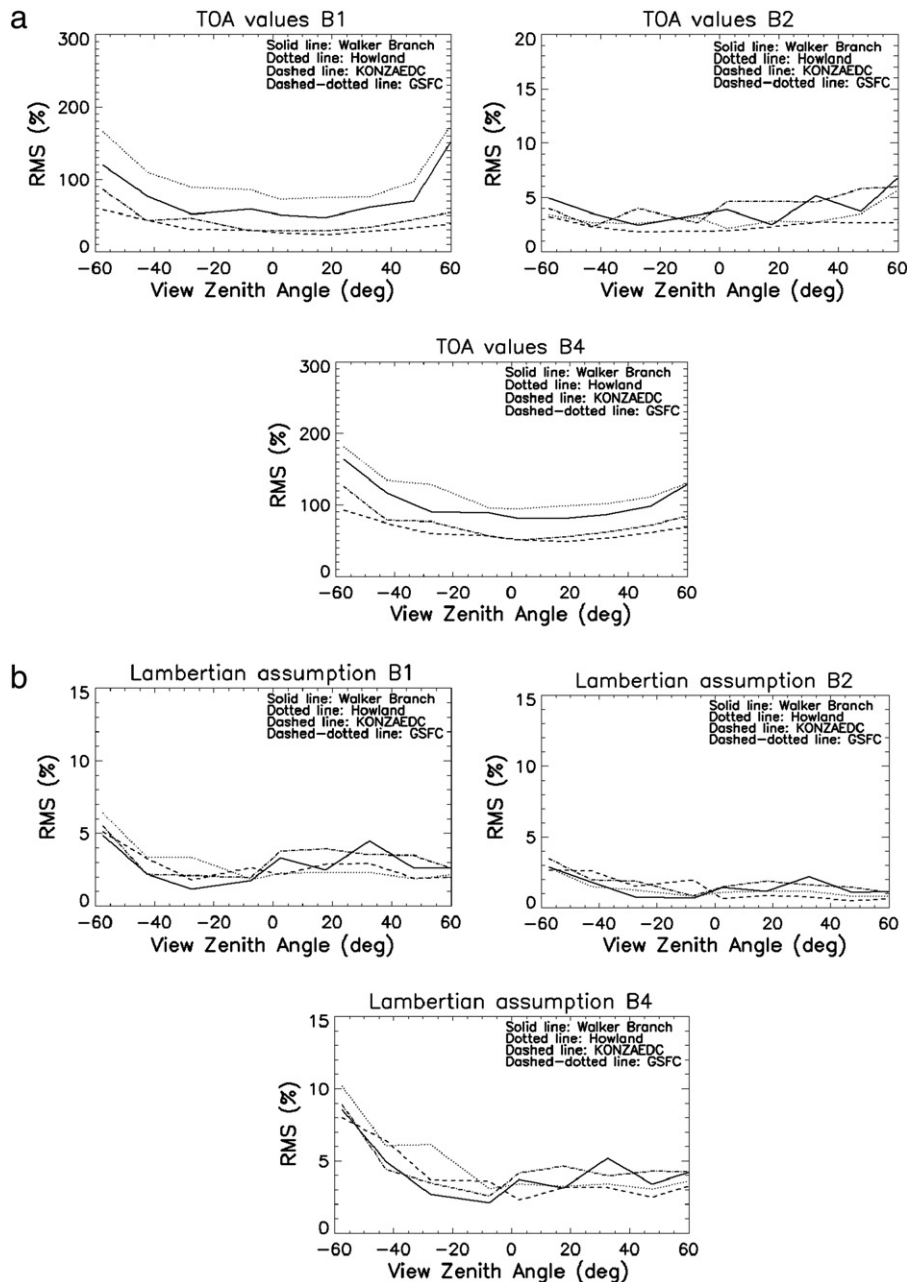 a
TOA values B1
Solid line: Walker Branch
Dotted line: Howland
Dashed line: KONZAEDC
Dashed-dotted line: GSFC
300
200
100
0
RMS (%)
-60 -40 -20 0 20 40 60
View Zenith Angle (deg)
TOA values B2
Solid line: Walker Branch
Dotted line: Howland
Dashed line: KONZAEDC
Dashed-dotted line: GSFC
20
15
10
5
0
RMS (%)
-60 -40 -20 0 20 40 60
View Zenith Angle (deg)
TOA values B4
Solid line: Walker Branch
Dotted line: Howland
Dashed line: KONZAEDC
Dashed-dotted line: GSFC
300
200
100
0
RMS (%)
-60 -40 -20 0 20 40 60
View Zenith Angle (deg)
b
Lambertian assumption B1
Solid line: Walker Branch
Dotted line: Howland
Dashed line: KONZAEDC
Dashed-dotted line: GSFC
15
10
5
0
RMS (%)
-60 -40 -20 0 20 40 60
View Zenith Angle (deg)
Lambertian assumption B2
Solid line: Walker Branch
Dotted line: Howland
Dashed line: KONZAEDC
Dashed-dotted line: GSFC
15
10
5
0
RMS (%)
-60 -40 -20 0 20 40 60
View Zenith Angle (deg)
Lambertian assumption B4
Solid line: Walker Branch
Dotted line: Howland
Dashed line: KONZAEDC
Dashed-dotted line: GSFC
15
10
5
0
RMS (%)
-60 -40 -20 0 20 40 60
View Zenith Angle (deg)